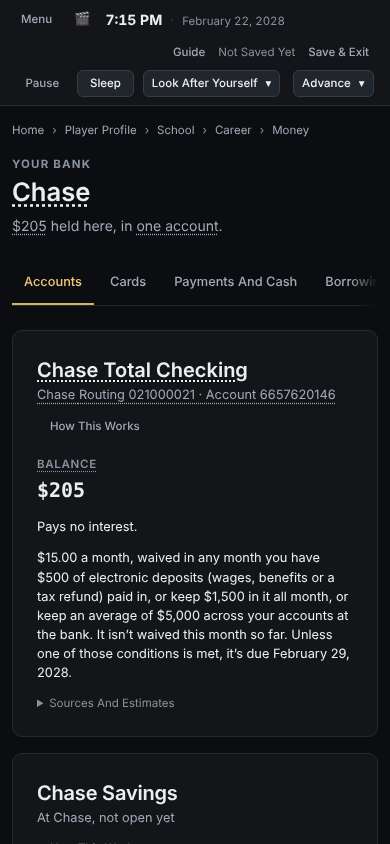 Menu 🎬 7:15 PM · February 22, 2028
Guide Not Saved Yet Save & Exit
Pause Sleep Look After Yourself ▾ Advance ▾
Home › Player Profile › School › Career › Money
YOUR BANK
Chase
$205 held here, in one account.
Accounts Cards Payments And Cash Borrowin
Chase Total Checking
Chase Routing 021000021 · Account 6657620146
How This Works
BALANCE
$205
Pays no interest.
$15.00 a month, waived in any month you have
$500 of electronic deposits (wages, benefits or a
tax refund) paid in, or keep $1,500 in it all month, or
keep an average of $5,000 across your accounts at
the bank. It isn’t waived this month so far. Unless
one of those conditions is met, it’s due February 29,
2028.
▶ Sources And Estimates
Chase Savings
At Chase, not open yet